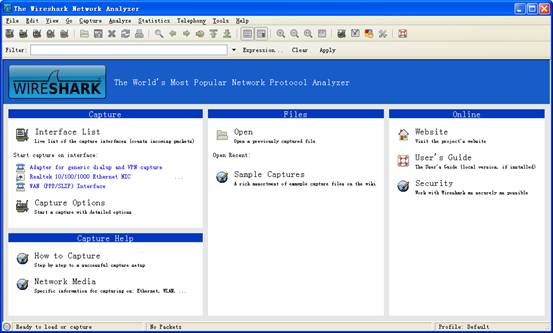 The Wireshark Network Analyzer
File Edit View Go Capture Analyze Statistics Telephony Tools Help
Filter: Expression... Clear Apply
WIRESHARK The World's Most Popular Network Protocol Analyzer
Capture
Interface List
Live list of the capture interfaces (counts incoming packets)
Start capture on interface:
Adapter for generic dialup and VPN capture
Realtek 10/100/1000 Ethernet NIC ...
WAN (PPP/SLIP) Interface
Capture Options
Start a capture with detailed options
Capture Help
How to Capture
Step by step to a successful capture setup
Network Media
Specific information for capturing on: Ethernet, WLAN, ...
Files
Open
Open a previously captured file
Open Recent:
Sample Captures
A rich assortment of example capture files on the wiki
Online
Website
Visit the project's website
User's Guide
The User's Guide (local version, if installed)
Security
Work with Wireshark as securely as possible
Ready to load or capture No Packets Profile: Default